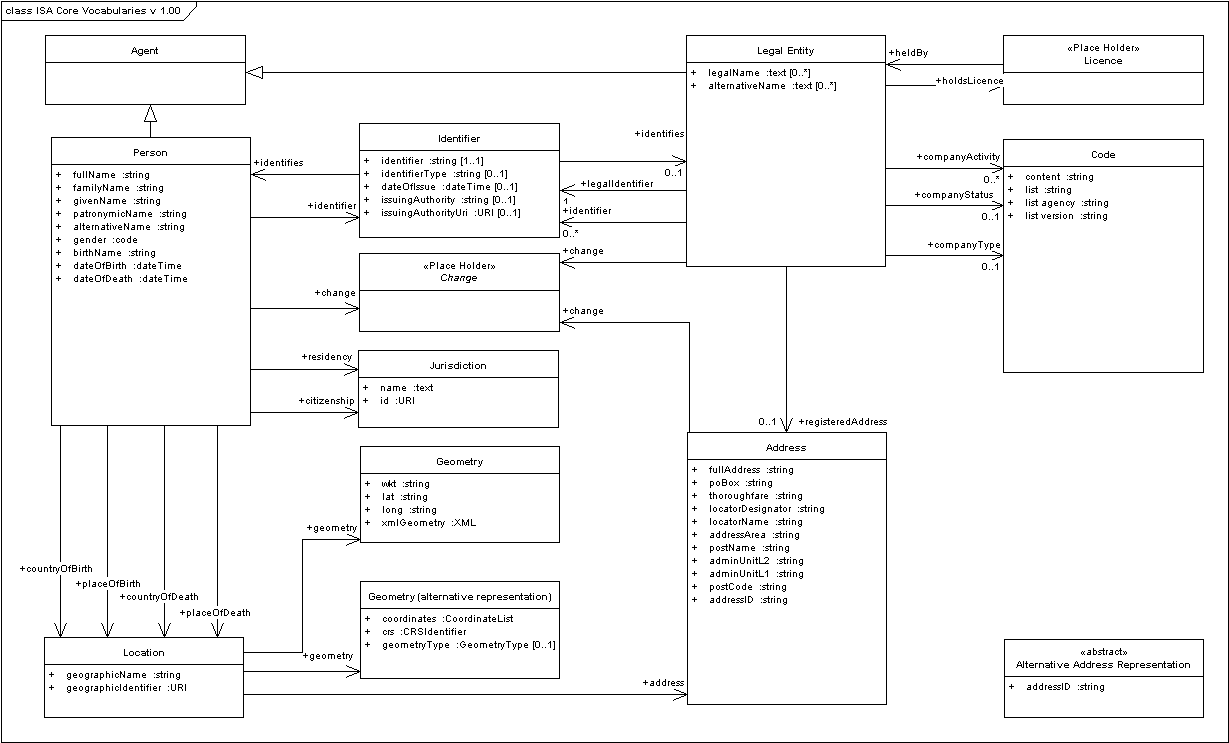 class ISA Core Vocabularies v 1.00
Agent
Legal Entity
+ legalName :text [0..*]
+ alternativeName :text [0..*]
+heldBy
+holdsLicence
«Place Holder»
Licence
Person
+ fullName :string
+ familyName :string
+ givenName :string
+ patronymicName :string
+ alternativeName :string
+ gender :code
+ birthName :string
+ dateOfBirth :dateTime
+ dateOfDeath :dateTime
+identifies
+identifier
Identifier
+ identifier :string [1..1]
+ identifierType :string [0..1]
+ dateOfIssue :dateTime [0..1]
+ issuingAuthority :string [0..1]
+ issuingAuthorityUri :URI [0..1]
+identifies
0..1
+legalIdentifier
1
+identifier
0..*
+companyActivity
0..*
+companyStatus
0..1
+companyType
0..1
Code
+ content :string
+ list :string
+ list agency :string
+ list version :string
+change
«Place Holder»
Change
+change
+change
+residency
+citizenship
Jurisdiction
+ name :text
+ id :URI
0..1
+registeredAddress
Address
+ fullAddress :string
+ poBox :string
+ thoroughfare :string
+ locatorDesignator :string
+ locatorName :string
+ addressArea :string
+ postName :string
+ adminUnitL2 :string
+ adminUnitL1 :string
+ postCode :string
+ addressID :string
Geometry
+ wkt :string
+ lat :string
+ long :string
+ xmlGeometry :XML
+geometry
+countryOfBirth
+placeOfBirth
+countryOfDeath
+placeOfDeath
Geometry (alternative representation)
+ coordinates :CoordinateList
+ crs :CRSIdentifier
+ geometryType :GeometryType [0..1]
+geometry
Location
+ geographicName :string
+ geographicIdentifier :URI
+address
«abstract»
Alternative Address Representation
+ addressID :string